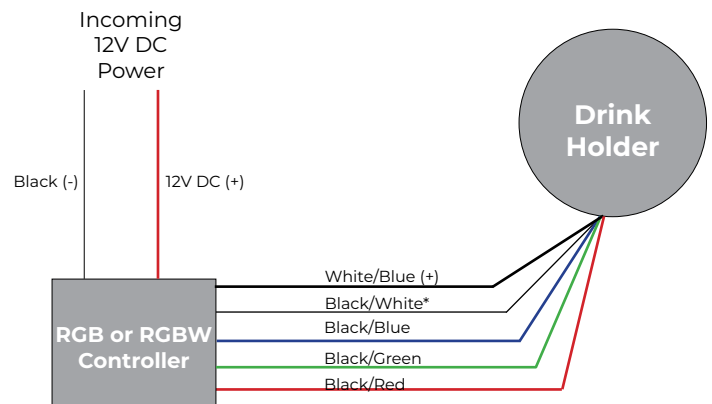 Incoming
12V DC
Power
Drink
Holder
Black (-)
12V DC (+)
White/Blue (+)
Black/White*
Black/Blue
Black/Green
Black/Red
RGB or RGBW
Controller